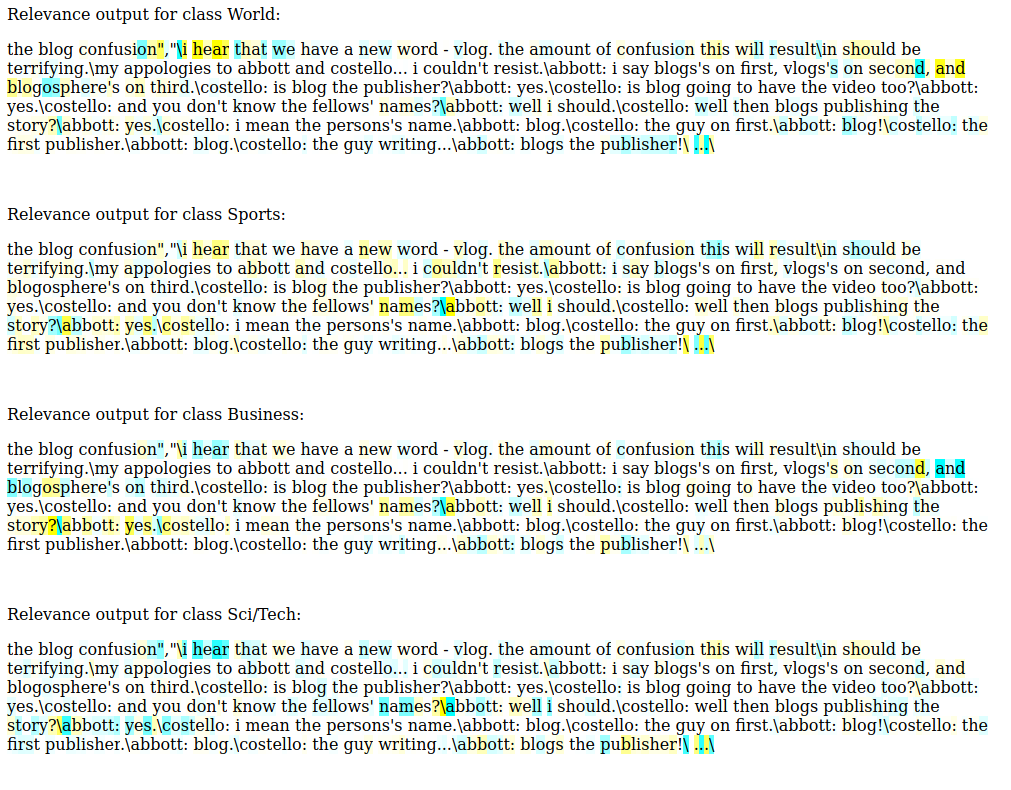 Relevance output for class World:
the blog confusion","\i hear that we have a new word - vlog. the amount of confusion this will result\in should be
terrifying.\my appologies to abbott and costello... i couldn't resist.\abbott: i say blogs's on first, vlogs's on second, and
blogosphere's on third.\costello: is blog the publisher?\abbott: yes.\costello: is blog going to have the video too?\abbott:
yes.\costello: and you don't know the fellows' names?\abbott: well i should.\costello: well then blogs publishing the
story?\abbott: yes.\costello: i mean the persons's name.\abbott: blog.\costello: the guy on first.\abbott: blog!\costello: the
first publisher.\abbott: blog.\costello: the guy writing...\abbott: blogs the publisher!\ ...\
Relevance output for class Sports:
the blog confusion","\i hear that we have a new word - vlog. the amount of confusion this will result\in should be
terrifying.\my appologies to abbott and costello... i couldn't resist.\abbott: i say blogs's on first, vlogs's on second, and
blogosphere's on third.\costello: is blog the publisher?\abbott: yes.\costello: is blog going to have the video too?\abbott:
yes.\costello: and you don't know the fellows' names?\abbott: well i should.\costello: well then blogs publishing the
story?\abbott: yes.\costello: i mean the persons's name.\abbott: blog.\costello: the guy on first.\abbott: blog!\costello: the
first publisher.\abbott: blog.\costello: the guy writing...\abbott: blogs the publisher!\ ...\
Relevance output for class Business:
the blog confusion","\i hear that we have a new word - vlog. the amount of confusion this will result\in should be
terrifying.\my appologies to abbott and costello... i couldn't resist.\abbott: i say blogs's on first, vlogs's on second, and
blogosphere's on third.\costello: is blog the publisher?\abbott: yes.\costello: is blog going to have the video too?\abbott:
yes.\costello: and you don't know the fellows' names?\abbott: well i should.\costello: well then blogs publishing the
story?\abbott: yes.\costello: i mean the persons's name.\abbott: blog.\costello: the guy on first.\abbott: blog!\costello: the
first publisher.\abbott: blog.\costello: the guy writing...\abbott: blogs the publisher!\ ...\
Relevance output for class Sci/Tech:
the blog confusion","\i hear that we have a new word - vlog. the amount of confusion this will result\in should be
terrifying.\my appologies to abbott and costello... i couldn't resist.\abbott: i say blogs's on first, vlogs's on second, and
blogosphere's on third.\costello: is blog the publisher?\abbott: yes.\costello: is blog going to have the video too?\abbott:
yes.\costello: and you don't know the fellows' names?\abbott: well i should.\costello: well then blogs publishing the
story?\abbott: yes.\costello: i mean the persons's name.\abbott: blog.\costello: the guy on first.\abbott: blog!\costello: the
first publisher.\abbott: blog.\costello: the guy writing...\abbott: blogs the publisher!\ ...\